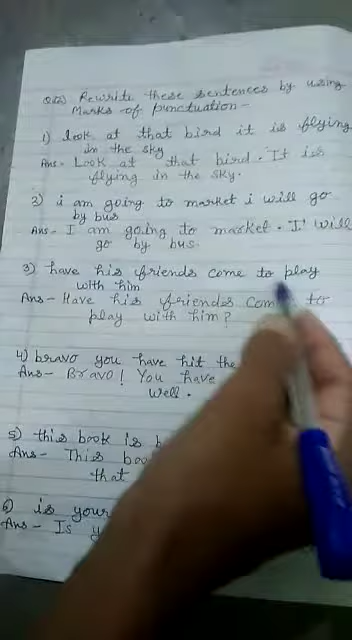 Q6) Rewrite these sentences by using
Marks of punctuation -
1) look at that bird it is flying
in the sky
Ans - Look at that bird. It is
flying in the sky.
2) i am going to market i will go
by bus
Ans - I am going to market. I will
go by bus.
3) have his friends come to play
with him
Ans - Have his friends come to
play with him?
4) bravo you have hit the
Ans - Bravo! You have
well.
5) this book is
Ans - This
that
6) is your
Ans - Is